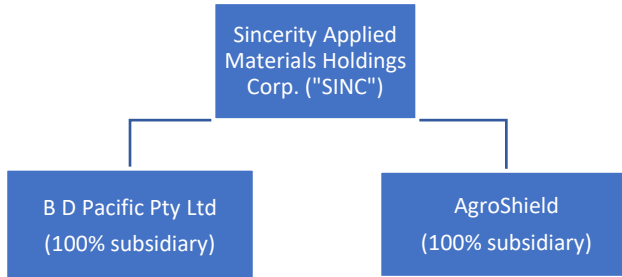 Sincerity Applied
Materials Holdings
Corp. ("SINC")
B D Pacific Pty Ltd
(100% subsidiary)
AgroShield
(100% subsidiary)